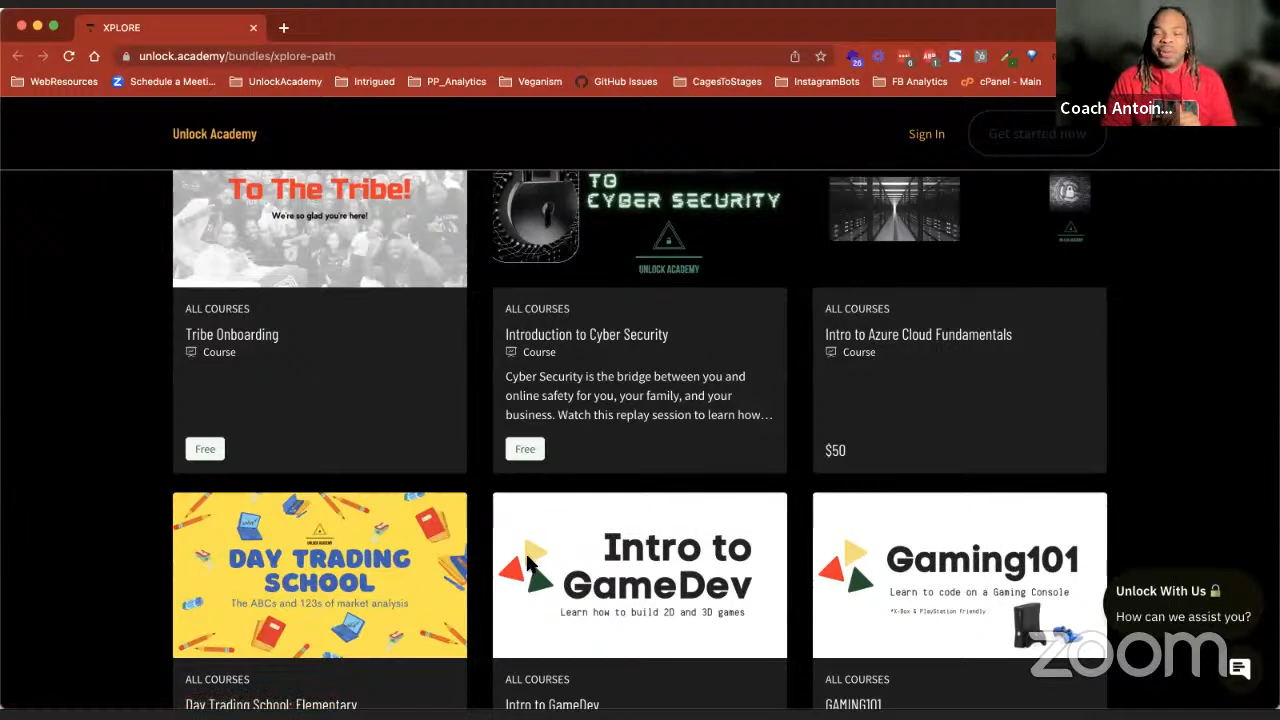 XPLORE
unlock.academy/bundles/xplore-path
26
6
1
WebResources
Schedule a Meeti...
UnlockAcademy
Intrigued
PP_Analytics
Veganism
GitHub Issues
CagesToStages
InstagramBots
FB Analytics
cPanel - Main
Coach Antoin...
Unlock Academy
Sign In
Get started now
To The Tribe!
We're so glad you're here!
TO
CYBER SECURITY
UNLOCK ACADEMY
ALL COURSES
Tribe Onboarding
Course
Free
ALL COURSES
Introduction to Cyber Security
Course
Cyber Security is the bridge between you and
online safety for you, your family, and your
business. Watch this replay session to learn how...
Free
ALL COURSES
Intro to Azure Cloud Fundamentals
Course
$50
DAY TRADING
SCHOOL
The ABCs and 123s of market analysis
Intro to
GameDev
Learn how to build 2D and 3D games
Gaming101
Learn to code on a Gaming Console
*X-Box & PlayStation Friendly
ALL COURSES
Day Trading School: Elementary
ALL COURSES
Intro to GameDev
ALL COURSES
GAMING101
Unlock With Us
How can we assist you?
zoom